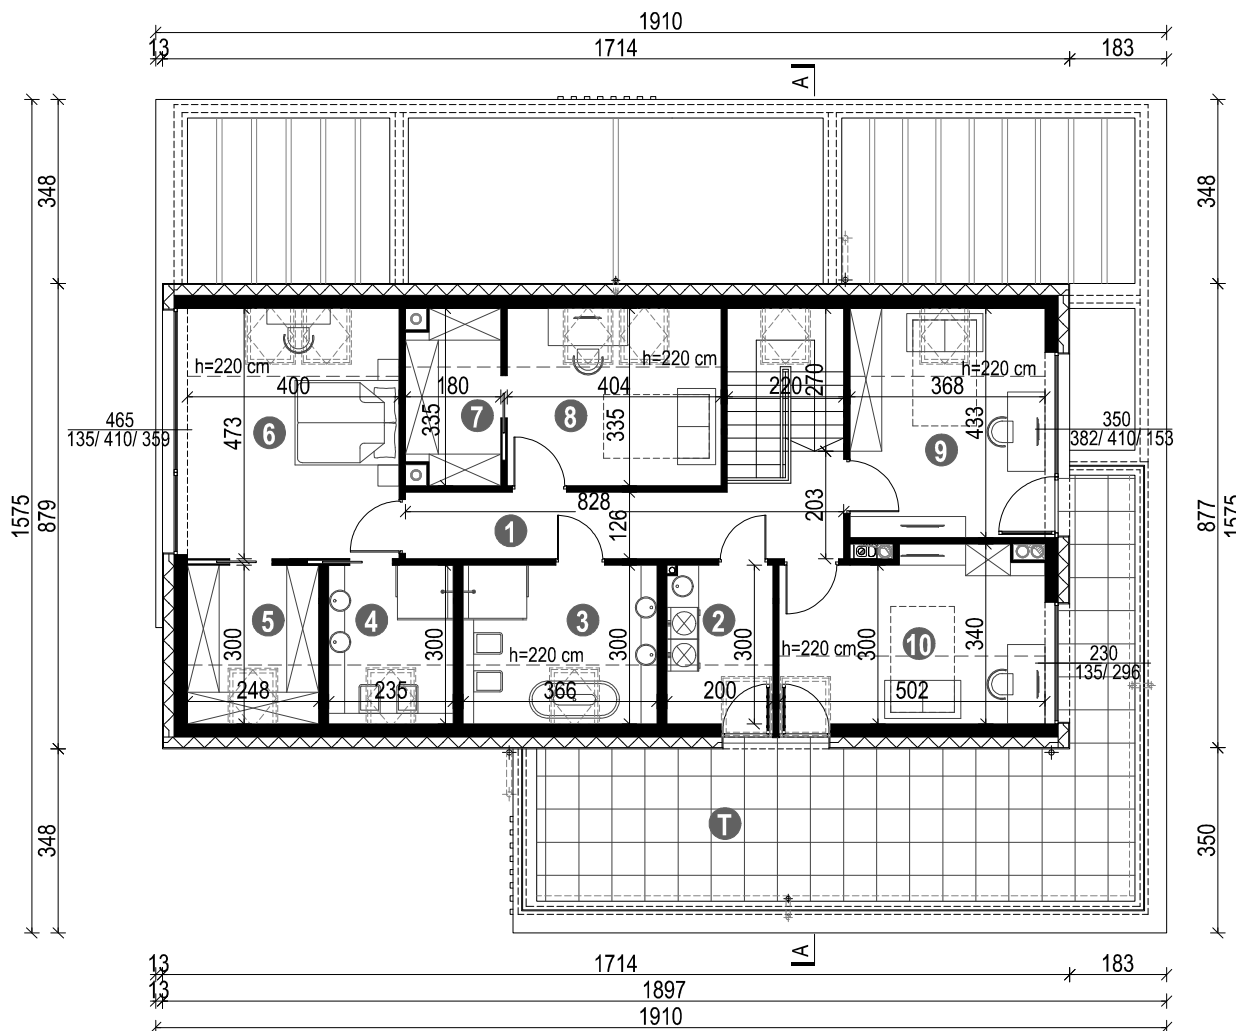 1910
13 1714 183
A
348 348
h=220 cm h=220 cm h=220 cm
400 180 404 220 270 368
465
135/ 410/ 359
6 473 335 7 8 335 9 433
350
382/ 410/ 153
828
1 126 203
1575 879 877 1575
5 4 3 2 10
300 300 300 300 300 340
h=220 cm h=220 cm
248 235 366 200 502
230
135/ 296
T
348 350
A
13 1714 183
13 1897
1910